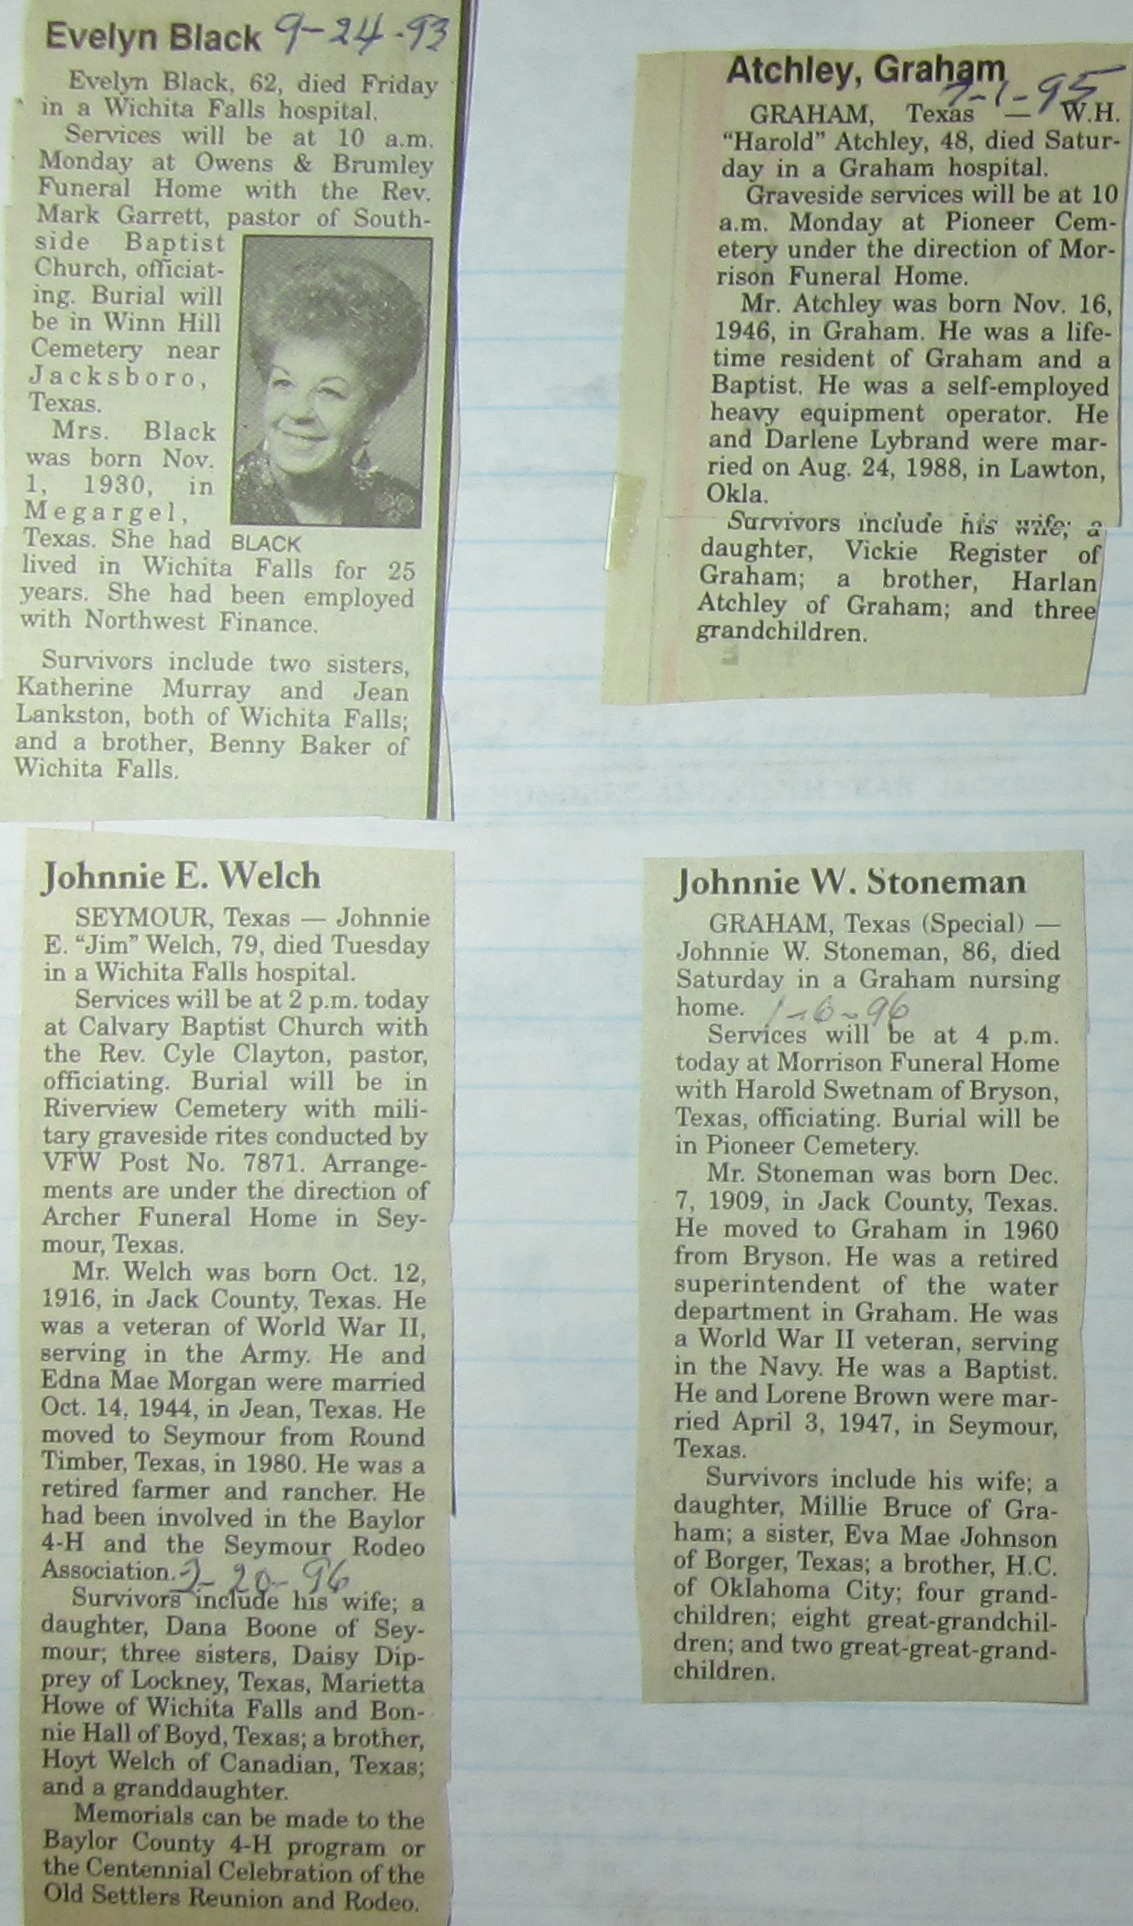 Evelyn Black 9-24-93
Evelyn Black, 62, died Friday
in a Wichita Falls hospital.
Services will be at 10 a.m.
Monday at Owens & Brumley
Funeral Home with the Rev.
Mark Garrett, pastor of South-
side Baptist
Church, officiat-
ing. Burial will
be in Winn Hill
Cemetery near
Jacksboro,
Texas.
Mrs. Black
was born Nov.
1, 1930, in
Megargel,
Texas. She had
BLACK
lived in Wichita Falls for 25
years. She had been employed
with Northwest Finance.
Survivors include two sisters,
Katherine Murray and Jean
Lankston, both of Wichita Falls;
and a brother, Benny Baker of
Wichita Falls.
Atchley, Graham
7-1-95
GRAHAM, Texas — W.H.
"Harold" Atchley, 48, died Satur-
day in a Graham hospital.
Graveside services will be at 10
a.m. Monday at Pioneer Cem-
etery under the direction of Mor-
rison Funeral Home.
Mr. Atchley was born Nov. 16,
1946, in Graham. He was a life-
time resident of Graham and a
Baptist. He was a self-employed
heavy equipment operator. He
and Darlene Lybrand were mar-
ried on Aug. 24, 1988, in Lawton,
Okla.
Survivors include his wife; a
daughter, Vickie Register of
Graham; a brother, Harlan
Atchley of Graham; and three
grandchildren.
Johnnie E. Welch
SEYMOUR, Texas — Johnnie
E. "Jim" Welch, 79, died Tuesday
in a Wichita Falls hospital.
Services will be at 2 p.m. today
at Calvary Baptist Church with
the Rev. Cyle Clayton, pastor,
officiating. Burial will be in
Riverview Cemetery with mili-
tary graveside rites conducted by
VFW Post No. 7871. Arrange-
ments are under the direction of
Archer Funeral Home in Sey-
mour, Texas.
Mr. Welch was born Oct. 12,
1916, in Jack County, Texas. He
was a veteran of World War II,
serving in the Army. He and
Edna Mae Morgan were married
Oct. 14, 1944, in Jean, Texas. He
moved to Seymour from Round
Timber, Texas, in 1980. He was a
retired farmer and rancher. He
had been involved in the Baylor
4-H and the Seymour Rodeo
Association.
2-20-96
Survivors include his wife; a
daughter, Dana Boone of Sey-
mour; three sisters, Daisy Dip-
prey of Lockney, Texas, Marietta
Howe of Wichita Falls and Bon-
nie Hall of Boyd, Texas; a brother,
Hoyt Welch of Canadian, Texas;
and a granddaughter.
Memorials can be made to the
Baylor County 4-H program or
the Centennial Celebration of the
Old Settlers Reunion and Rodeo.
Johnnie W. Stoneman
GRAHAM, Texas (Special) —
Johnnie W. Stoneman, 86, died
Saturday in a Graham nursing
home. 1-6-96
Services will be at 4 p.m.
today at Morrison Funeral Home
with Harold Swetnam of Bryson,
Texas, officiating. Burial will be
in Pioneer Cemetery.
Mr. Stoneman was born Dec.
7, 1909, in Jack County, Texas.
He moved to Graham in 1960
from Bryson. He was a retired
superintendent of the water
department in Graham. He was
a World War II veteran, serving
in the Navy. He was a Baptist.
He and Lorene Brown were mar-
ried April 3, 1947, in Seymour,
Texas.
Survivors include his wife; a
daughter, Millie Bruce of Gra-
ham; a sister, Eva Mae Johnson
of Borger, Texas; a brother, H.C.
of Oklahoma City; four grand-
children; eight great-grandchil-
dren; and two great-great-grand-
children.